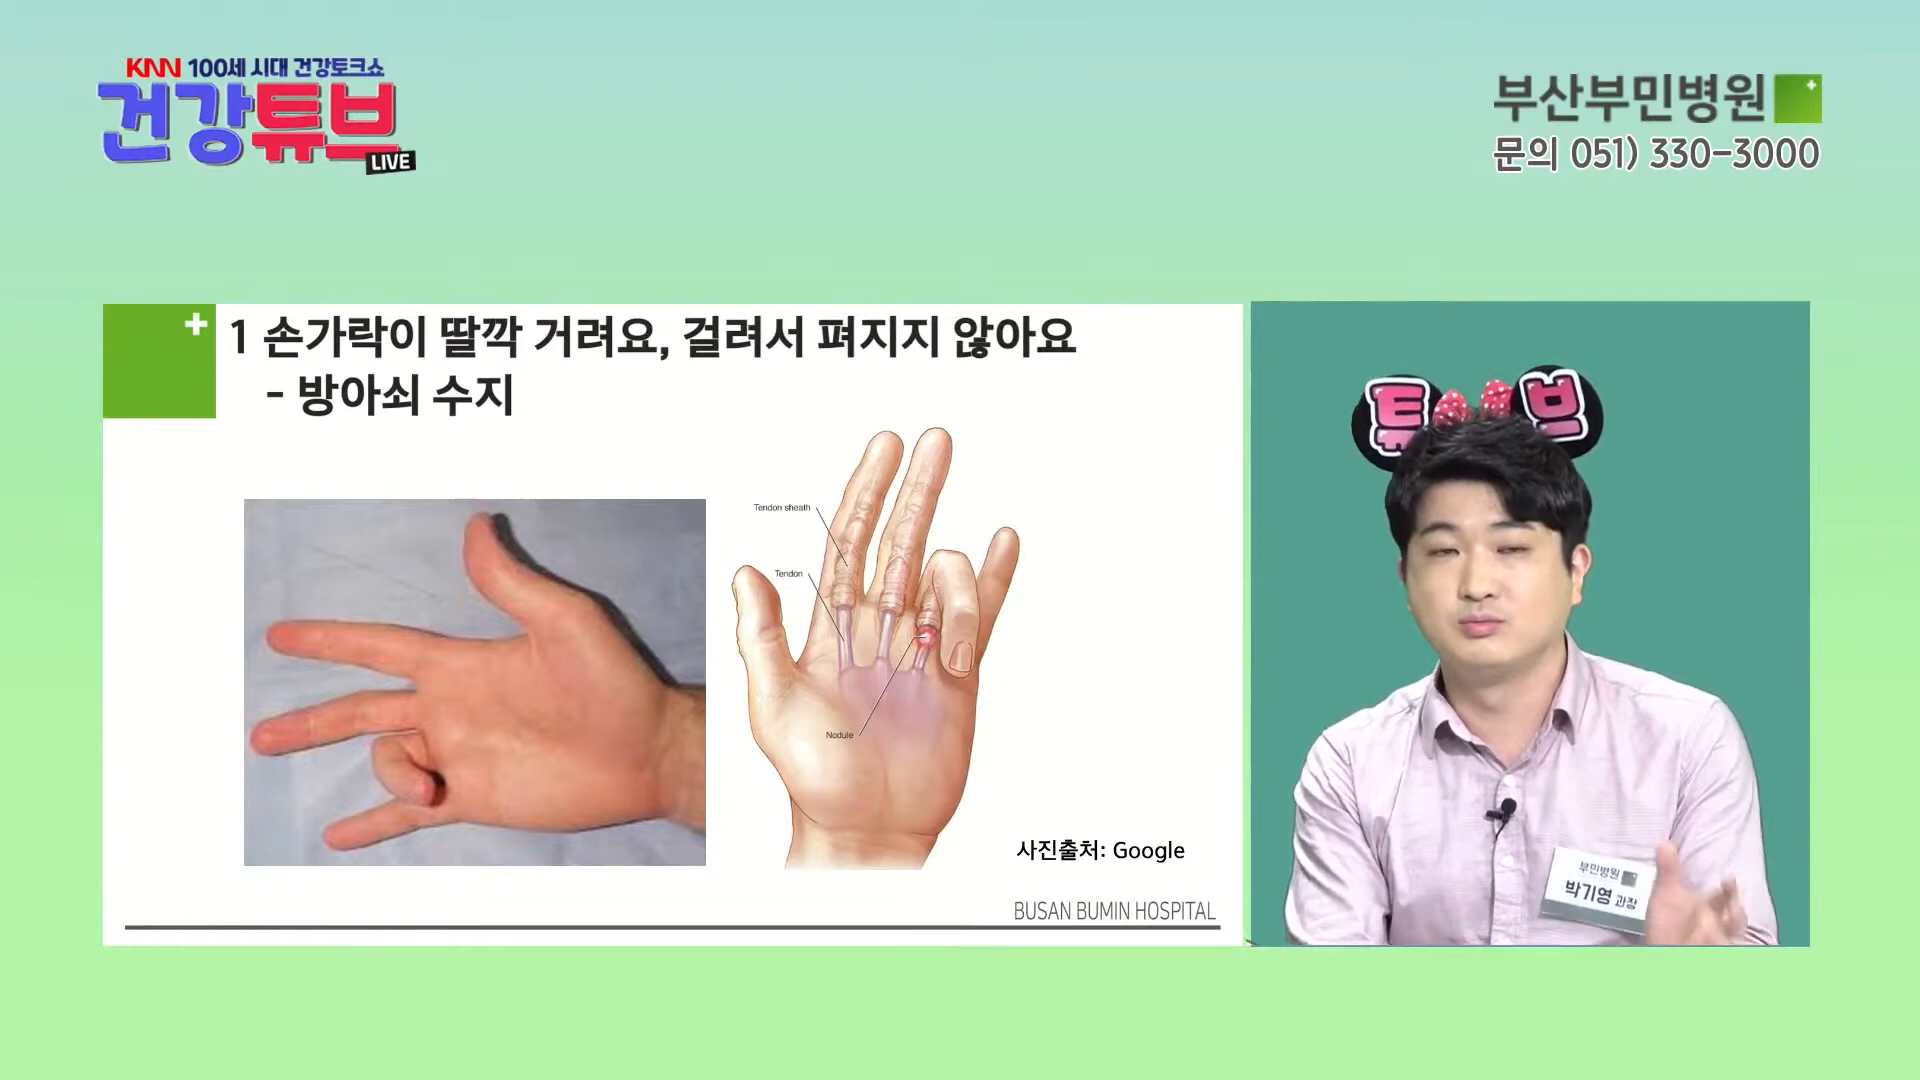 KNN 100세 시대 건강토크쇼
건강튜브
LIVE
부산부민병원
문의 051) 330-3000
1 손가락이 딸깍 거려요, 걸려서 펴지지 않아요
- 방아쇠 수지
Tendon sheath
Tendon
Nodule
사진출처: Google
BUSAN BUMIN HOSPITAL
튜브
부민병원
박기영 과장